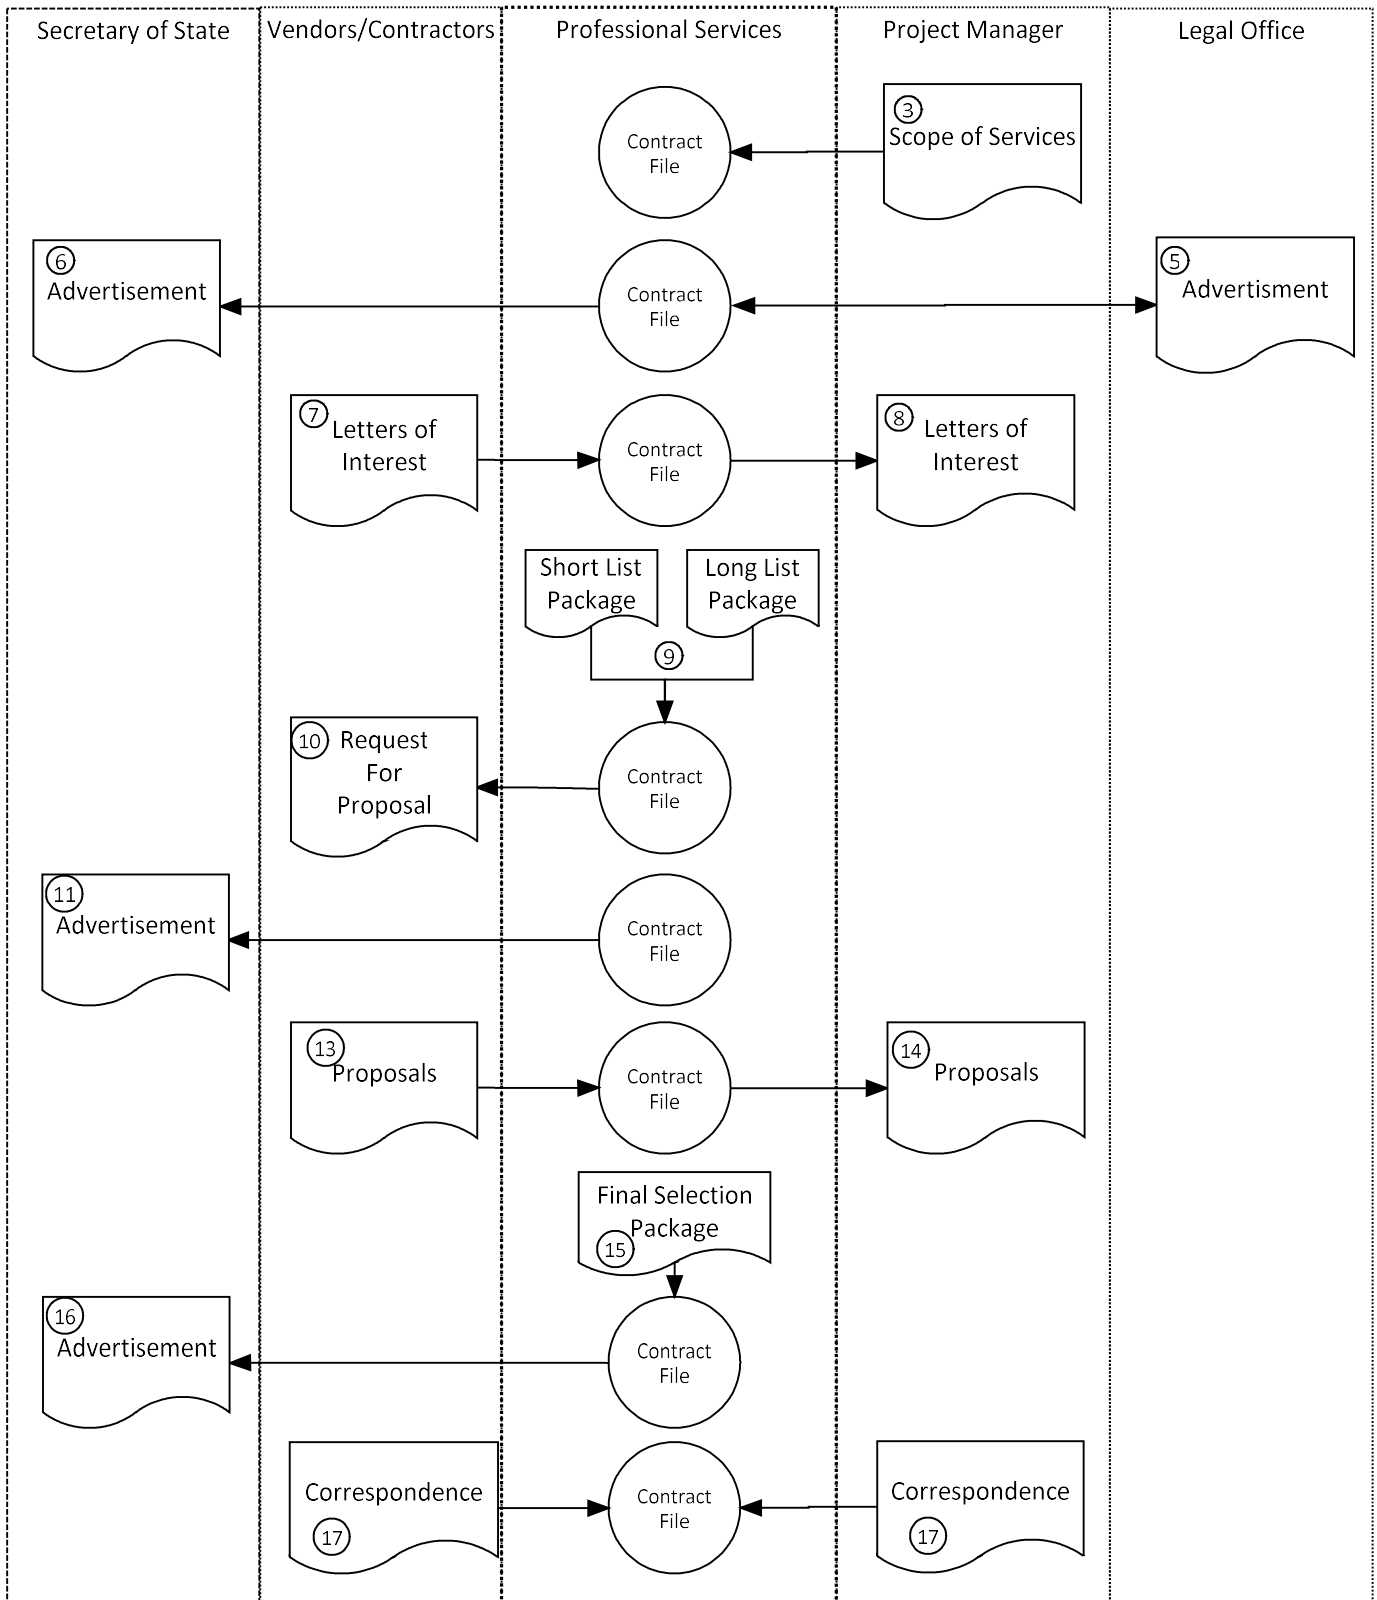 Secretary of State
Vendors/Contractors
Professional Services
Project Manager
Legal Office
Contract
File
3
Scope of Services
6
Advertisement
Contract
File
5
Advertisment
7
Letters of
Interest
Contract
File
8
Letters of
Interest
Short List
Package
Long List
Package
9
10
Request
For
Proposal
Contract
File
11
Advertisement
Contract
File
13
Proposals
Contract
File
14
Proposals
Final Selection
Package
15
16
Advertisement
Contract
File
Correspondence
17
Contract
File
Correspondence
17